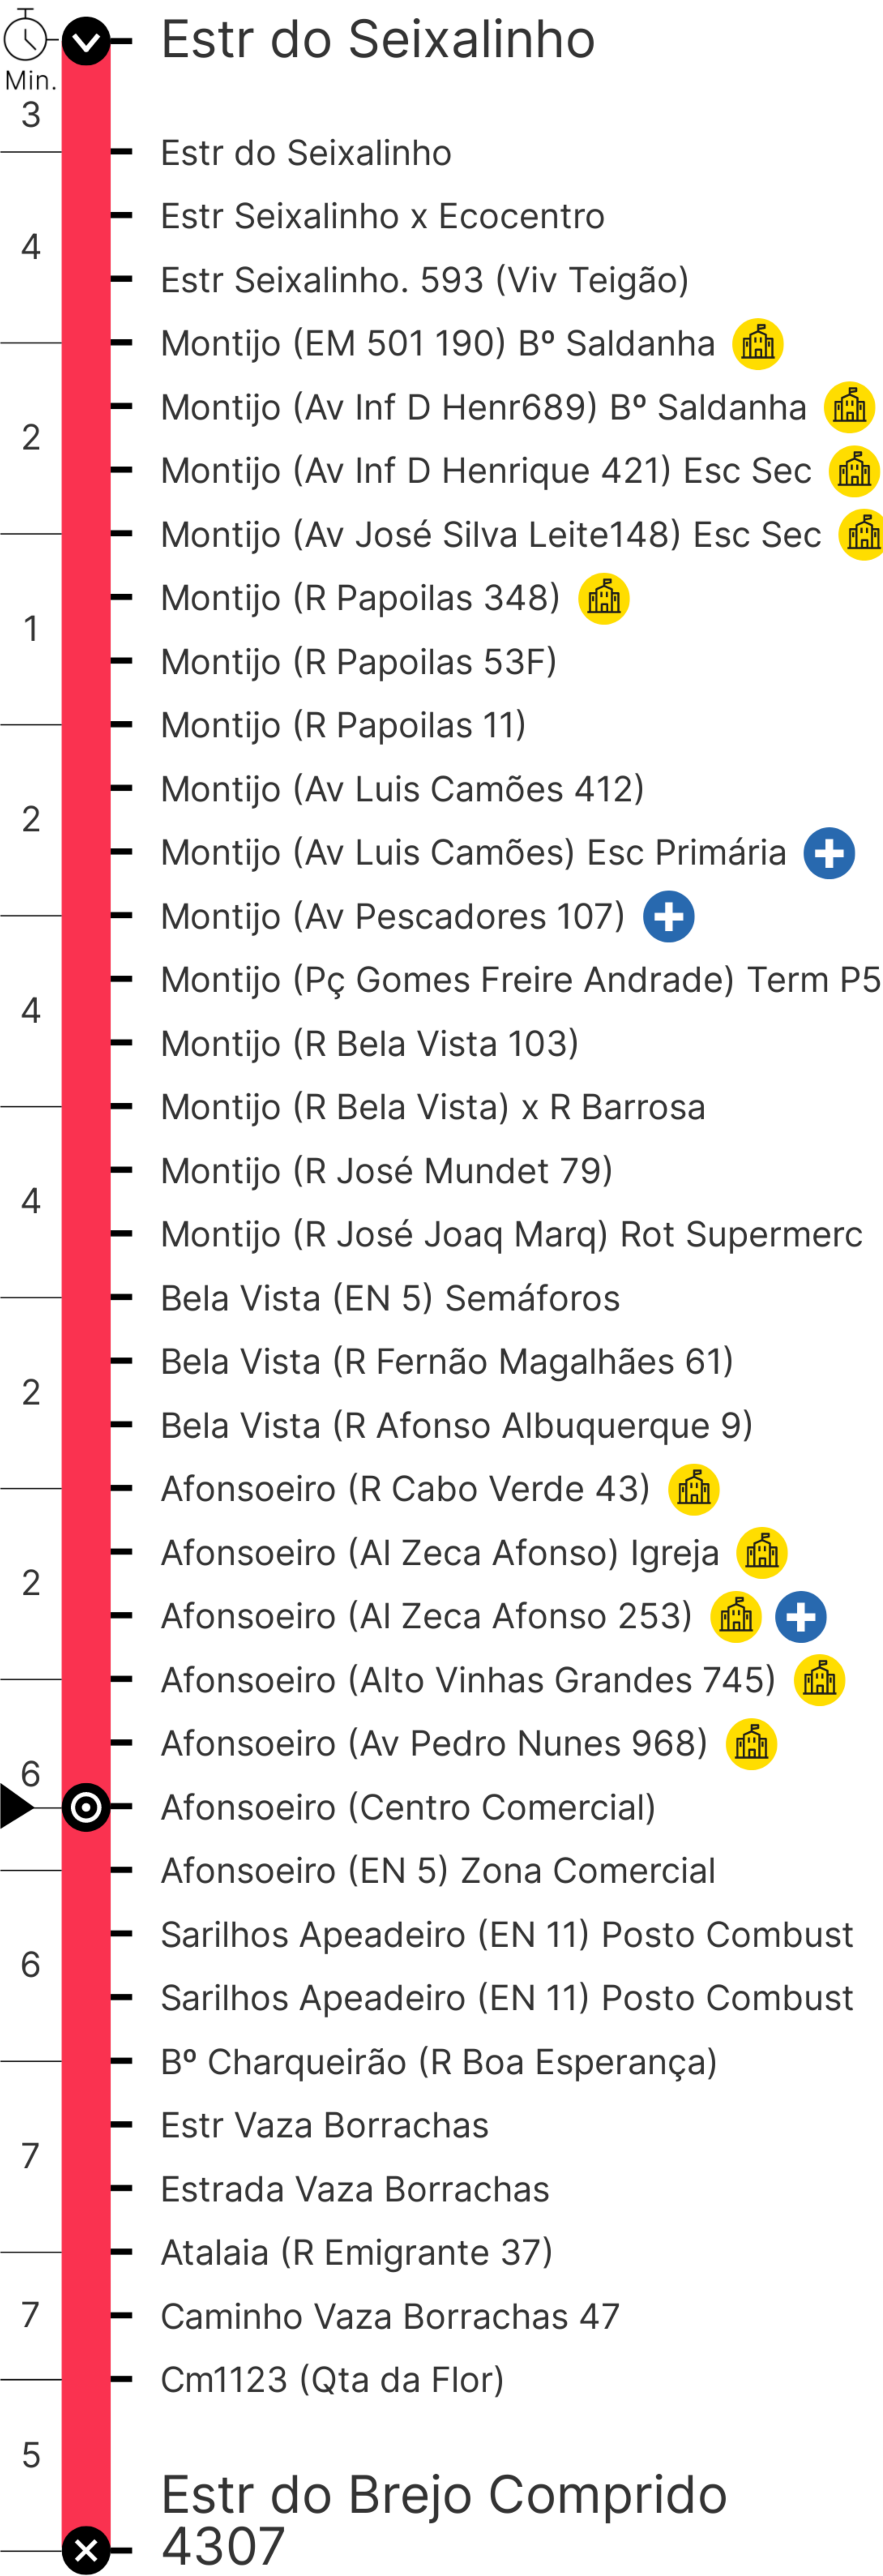 Estr do Seixalinho
Min.
3
Estr do Seixalinho
Estr Seixalinho x Ecocentro
4
Estr Seixalinho. 593 (Viv Teigão)
Montijo (EM 501 190) Bº Saldanha
Montijo (Av Inf D Henr689) Bº Saldanha
2
Montijo (Av Inf D Henrique 421) Esc Sec
Montijo (Av José Silva Leite148) Esc Sec
Montijo (R Papoilas 348)
1
Montijo (R Papoilas 53F)
Montijo (R Papoilas 11)
Montijo (Av Luis Camões 412)
2
Montijo (Av Luis Camões) Esc Primária
Montijo (Av Pescadores 107)
Montijo (Pç Gomes Freire Andrade) Term P5
4
Montijo (R Bela Vista 103)
Montijo (R Bela Vista) x R Barrosa
Montijo (R José Mundet 79)
4
Montijo (R José Joaq Marq) Rot Supermerc
Bela Vista (EN 5) Semáforos
Bela Vista (R Fernão Magalhães 61)
2
Bela Vista (R Afonso Albuquerque 9)
Afonsoeiro (R Cabo Verde 43)
Afonsoeiro (Al Zeca Afonso) Igreja
2
Afonsoeiro (Al Zeca Afonso 253)
Afonsoeiro (Alto Vinhas Grandes 745)
Afonsoeiro (Av Pedro Nunes 968)
6
Afonsoeiro (Centro Comercial)
Afonsoeiro (EN 5) Zona Comercial
Sarilhos Apeadeiro (EN 11) Posto Combust
6
Sarilhos Apeadeiro (EN 11) Posto Combust
Bº Charqueirão (R Boa Esperança)
Estr Vaza Borrachas
7
Estrada Vaza Borrachas
Atalaia (R Emigrante 37)
7
Caminho Vaza Borrachas 47
Cm1123 (Qta da Flor)
5
Estr do Brejo Comprido
4307